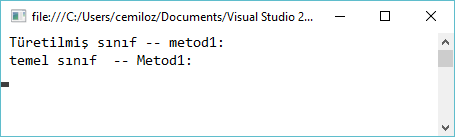 file:///C:/Users/cemiloz/Documents/Visual Studio 2...
Türetilmiş sınıf -- metod1:
temel sınıf  -- Metod1: